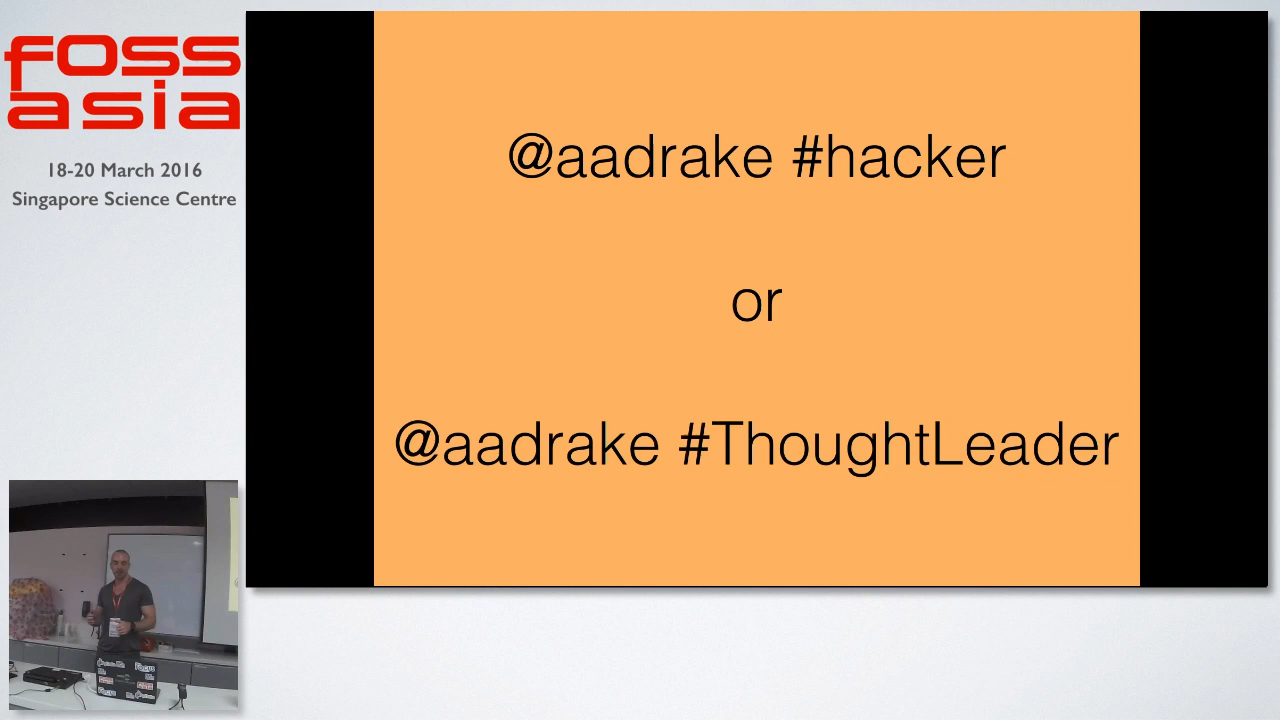 foss
asia
18-20 March 2016
Singapore Science Centre
@aadrake #hacker
or
@aadrake #ThoughtLeader